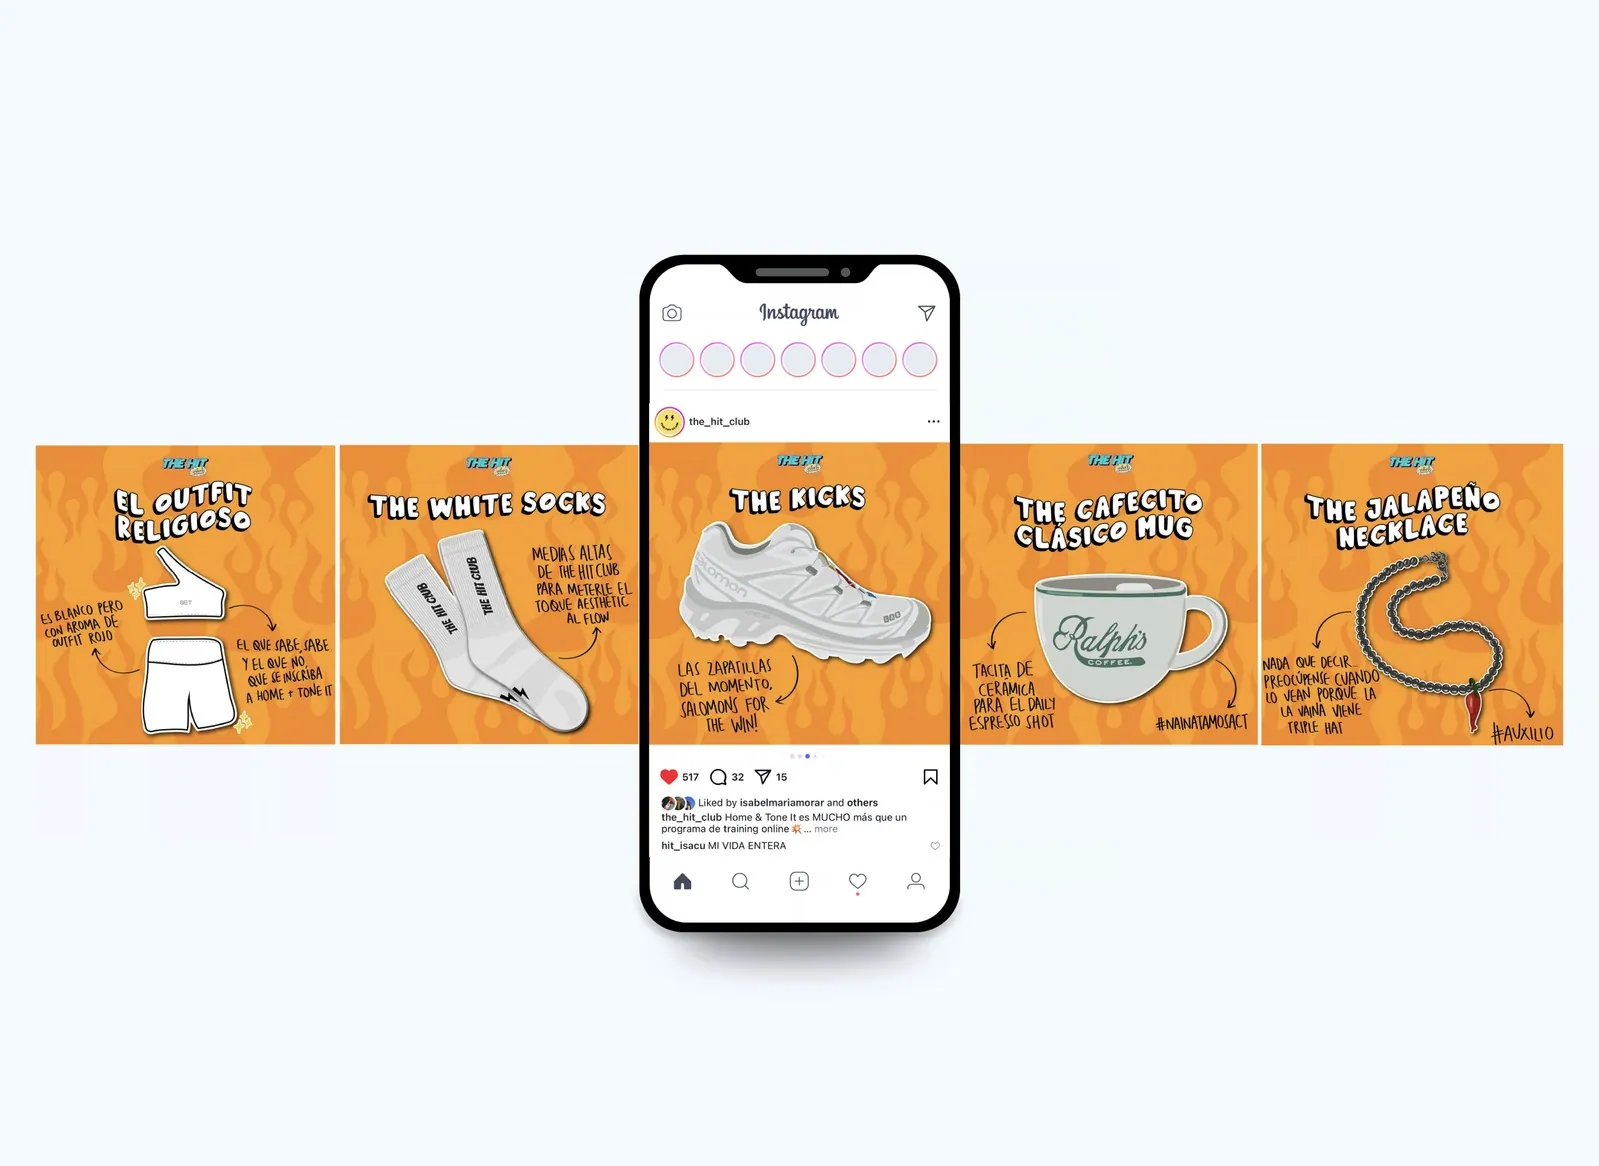 THE HIT
EL OUTFIT
RELIGIOSO
SET
ES BLANCO PERO
CON AROMA DE
OUTFIT ROJO
EL QUE SABE, SABE
Y EL QUE NO,
QUE SE INSCRIBA
A HOME + TONE IT
THE HIT
THE WHITE SOCKS
THE HIT CLUB
THE HIT CLUB
MEDIAS ALTAS
DE THE HIT CLUB
PARA METERLE EL
TOQUE AESTHETIC
AL FLOW
Instagram
the_hit_club
THE HIT
THE KICKS
salomon
LAS ZAPATILLAS
DEL MOMENTO,
SALOMONS FOR
THE WIN!
517 32 15
Liked by isabelmariamorar and others
the_hit_club Home & Tone It es MUCHO más que un
programa de training online 💥... more
hit_isacu MI VIDA ENTERA
THE HIT
THE CAFECITO
CLÁSICO MUG
Ralph's
COFFEE.
TACITA DE
CERÁMICA
PARA EL DAILY
ESPRESSO SHOT
#NAINATAMOSACT
THE HIT
THE JALAPEÑO
NECKLACE
NADA QUE DECIR...
PREOCÚPENSE CUANDO
LO VEAN PORQUE LA
LA VAINA VIENE
TRIPLE HAT
#AUXILIO